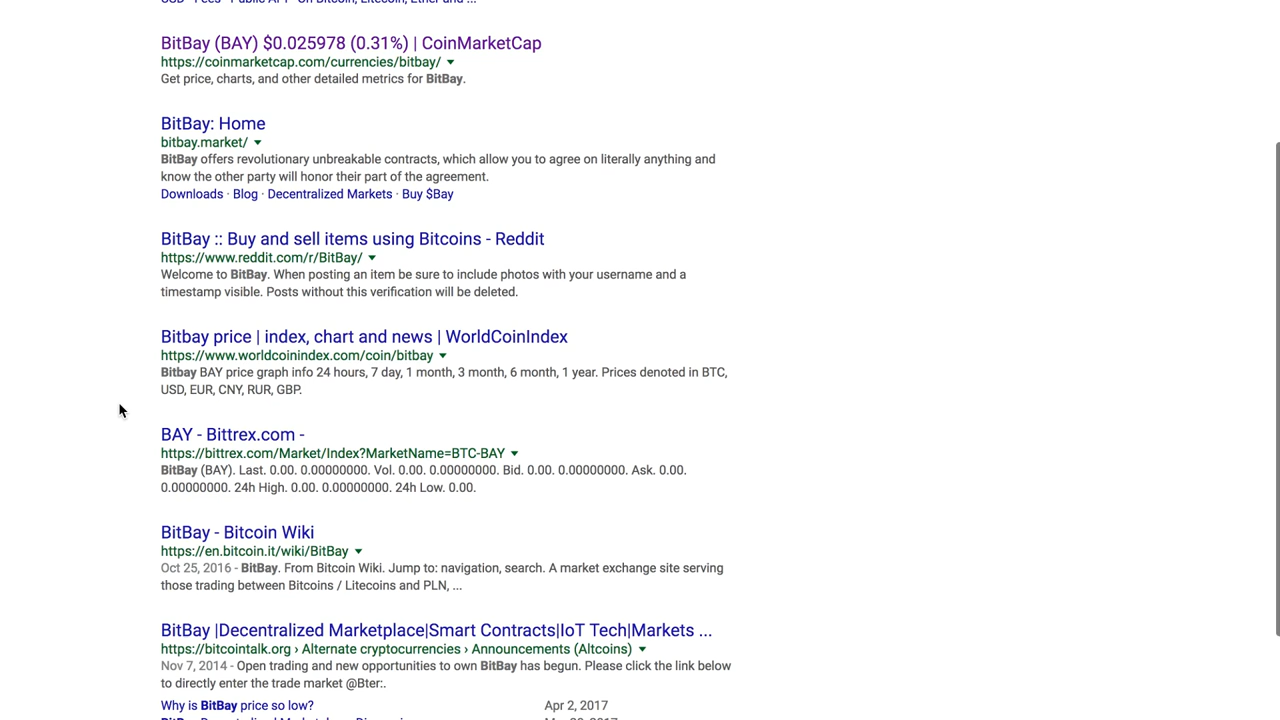 USD · Fees · Public API · On Bitcoin, Litecoin, Ether and ...
BitBay (BAY) $0.025978 (0.31%) | CoinMarketCap
https://coinmarketcap.com/currencies/bitbay/
Get price, charts, and other detailed metrics for BitBay.
BitBay: Home
bitbay.market/
BitBay offers revolutionary unbreakable contracts, which allow you to agree on literally anything and
know the other party will honor their part of the agreement.
Downloads · Blog · Decentralized Markets · Buy $Bay
BitBay :: Buy and sell items using Bitcoins - Reddit
https://www.reddit.com/r/BitBay/
Welcome to BitBay. When posting an item be sure to include photos with your username and a
timestamp visible. Posts without this verification will be deleted.
Bitbay price | index, chart and news | WorldCoinIndex
https://www.worldcoinindex.com/coin/bitbay
Bitbay BAY price graph info 24 hours, 7 day, 1 month, 3 month, 6 month, 1 year. Prices denoted in BTC,
USD, EUR, CNY, RUR, GBP.
BAY - Bittrex.com -
https://bittrex.com/Market/Index?MarketName=BTC-BAY
BitBay (BAY). Last. 0.00. 0.00000000. Vol. 0.00. 0.00000000. Bid. 0.00. 0.00000000. Ask. 0.00.
0.00000000. 24h High. 0.00. 0.00000000. 24h Low. 0.00.
BitBay - Bitcoin Wiki
https://en.bitcoin.it/wiki/BitBay
Oct 25, 2016 - BitBay. From Bitcoin Wiki. Jump to: navigation, search. A market exchange site serving
those trading between Bitcoins / Litecoins and PLN, ...
BitBay |Decentralized Marketplace|Smart Contracts|IoT Tech|Markets ...
https://bitcointalk.org › Alternate cryptocurrencies › Announcements (Altcoins)
Nov 7, 2014 - Open trading and new opportunities to own BitBay has begun. Please click the link below
to directly enter the trade market @Bter:.
Why is BitBay price so low? Apr 2, 2017